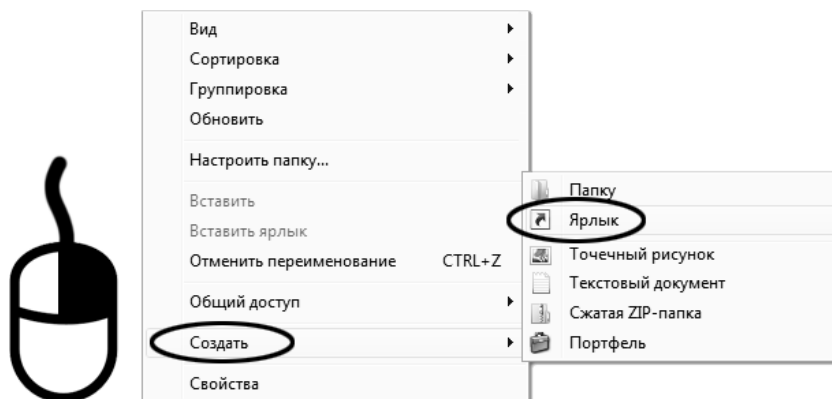 Вид
Сортировка
Группировка
Обновить
Настроить папку...
Вставить
Вставить ярлык
Отменить переименование CTRL+Z
Общий доступ
Создать
Свойства
Папку
Ярлык
Точечный рисунок
Текстовый документ
Сжатая ZIP-папка
Портфель